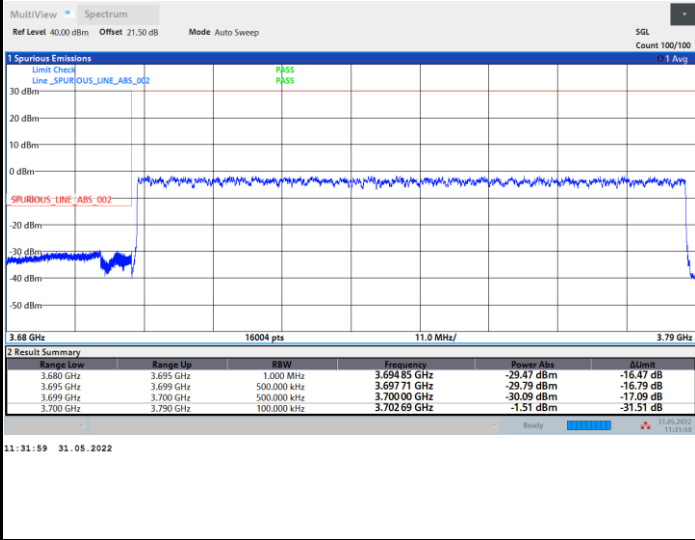 MultiView Spectrum
Ref Level 40.00 dBm Offset 21.50 dB Mode Auto Sweep SGL
Count 100/100
1 Spurious Emissions 1 Avg
Limit Check PASS
Line _SPURIOUS_LINE_ABS_002 PASS
30 dBm
20 dBm
10 dBm
0 dBm
_SPURIOUS_LINE_ABS_002
-20 dBm
-30 dBm
-40 dBm
-50 dBm
3.68 GHz 16004 pts 11.0 MHz/ 3.79 GHz
2 Result Summary
Range Low Range Up RBW Frequency Power Abs ΔLimit
3.680 GHz 3.695 GHz 1.000 MHz 3.694 85 GHz -29.47 dBm -16.47 dB
3.695 GHz 3.699 GHz 500.000 kHz 3.697 71 GHz -29.79 dBm -16.79 dB
3.699 GHz 3.700 GHz 500.000 kHz 3.700 00 GHz -30.09 dBm -17.09 dB
3.700 GHz 3.790 GHz 100.000 kHz 3.702 69 GHz -1.51 dBm -31.51 dB
Ready 31.05.2022
11:31:59
11:31:59 31.05.2022